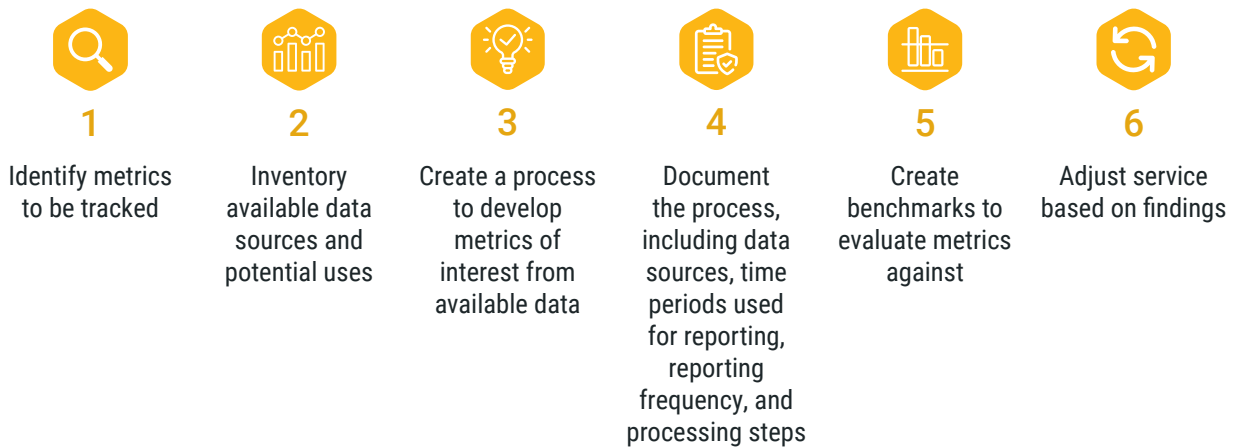 1
Identify metrics
to be tracked
2
Inventory
available data
sources and
potential uses
3
Create a process
to develop
metrics of
interest from
available data
4
Document
the process,
including data
sources, time
periods used
for reporting,
reporting
frequency, and
processing steps
5
Create
benchmarks to
evaluate metrics
against
6
Adjust service
based on findings